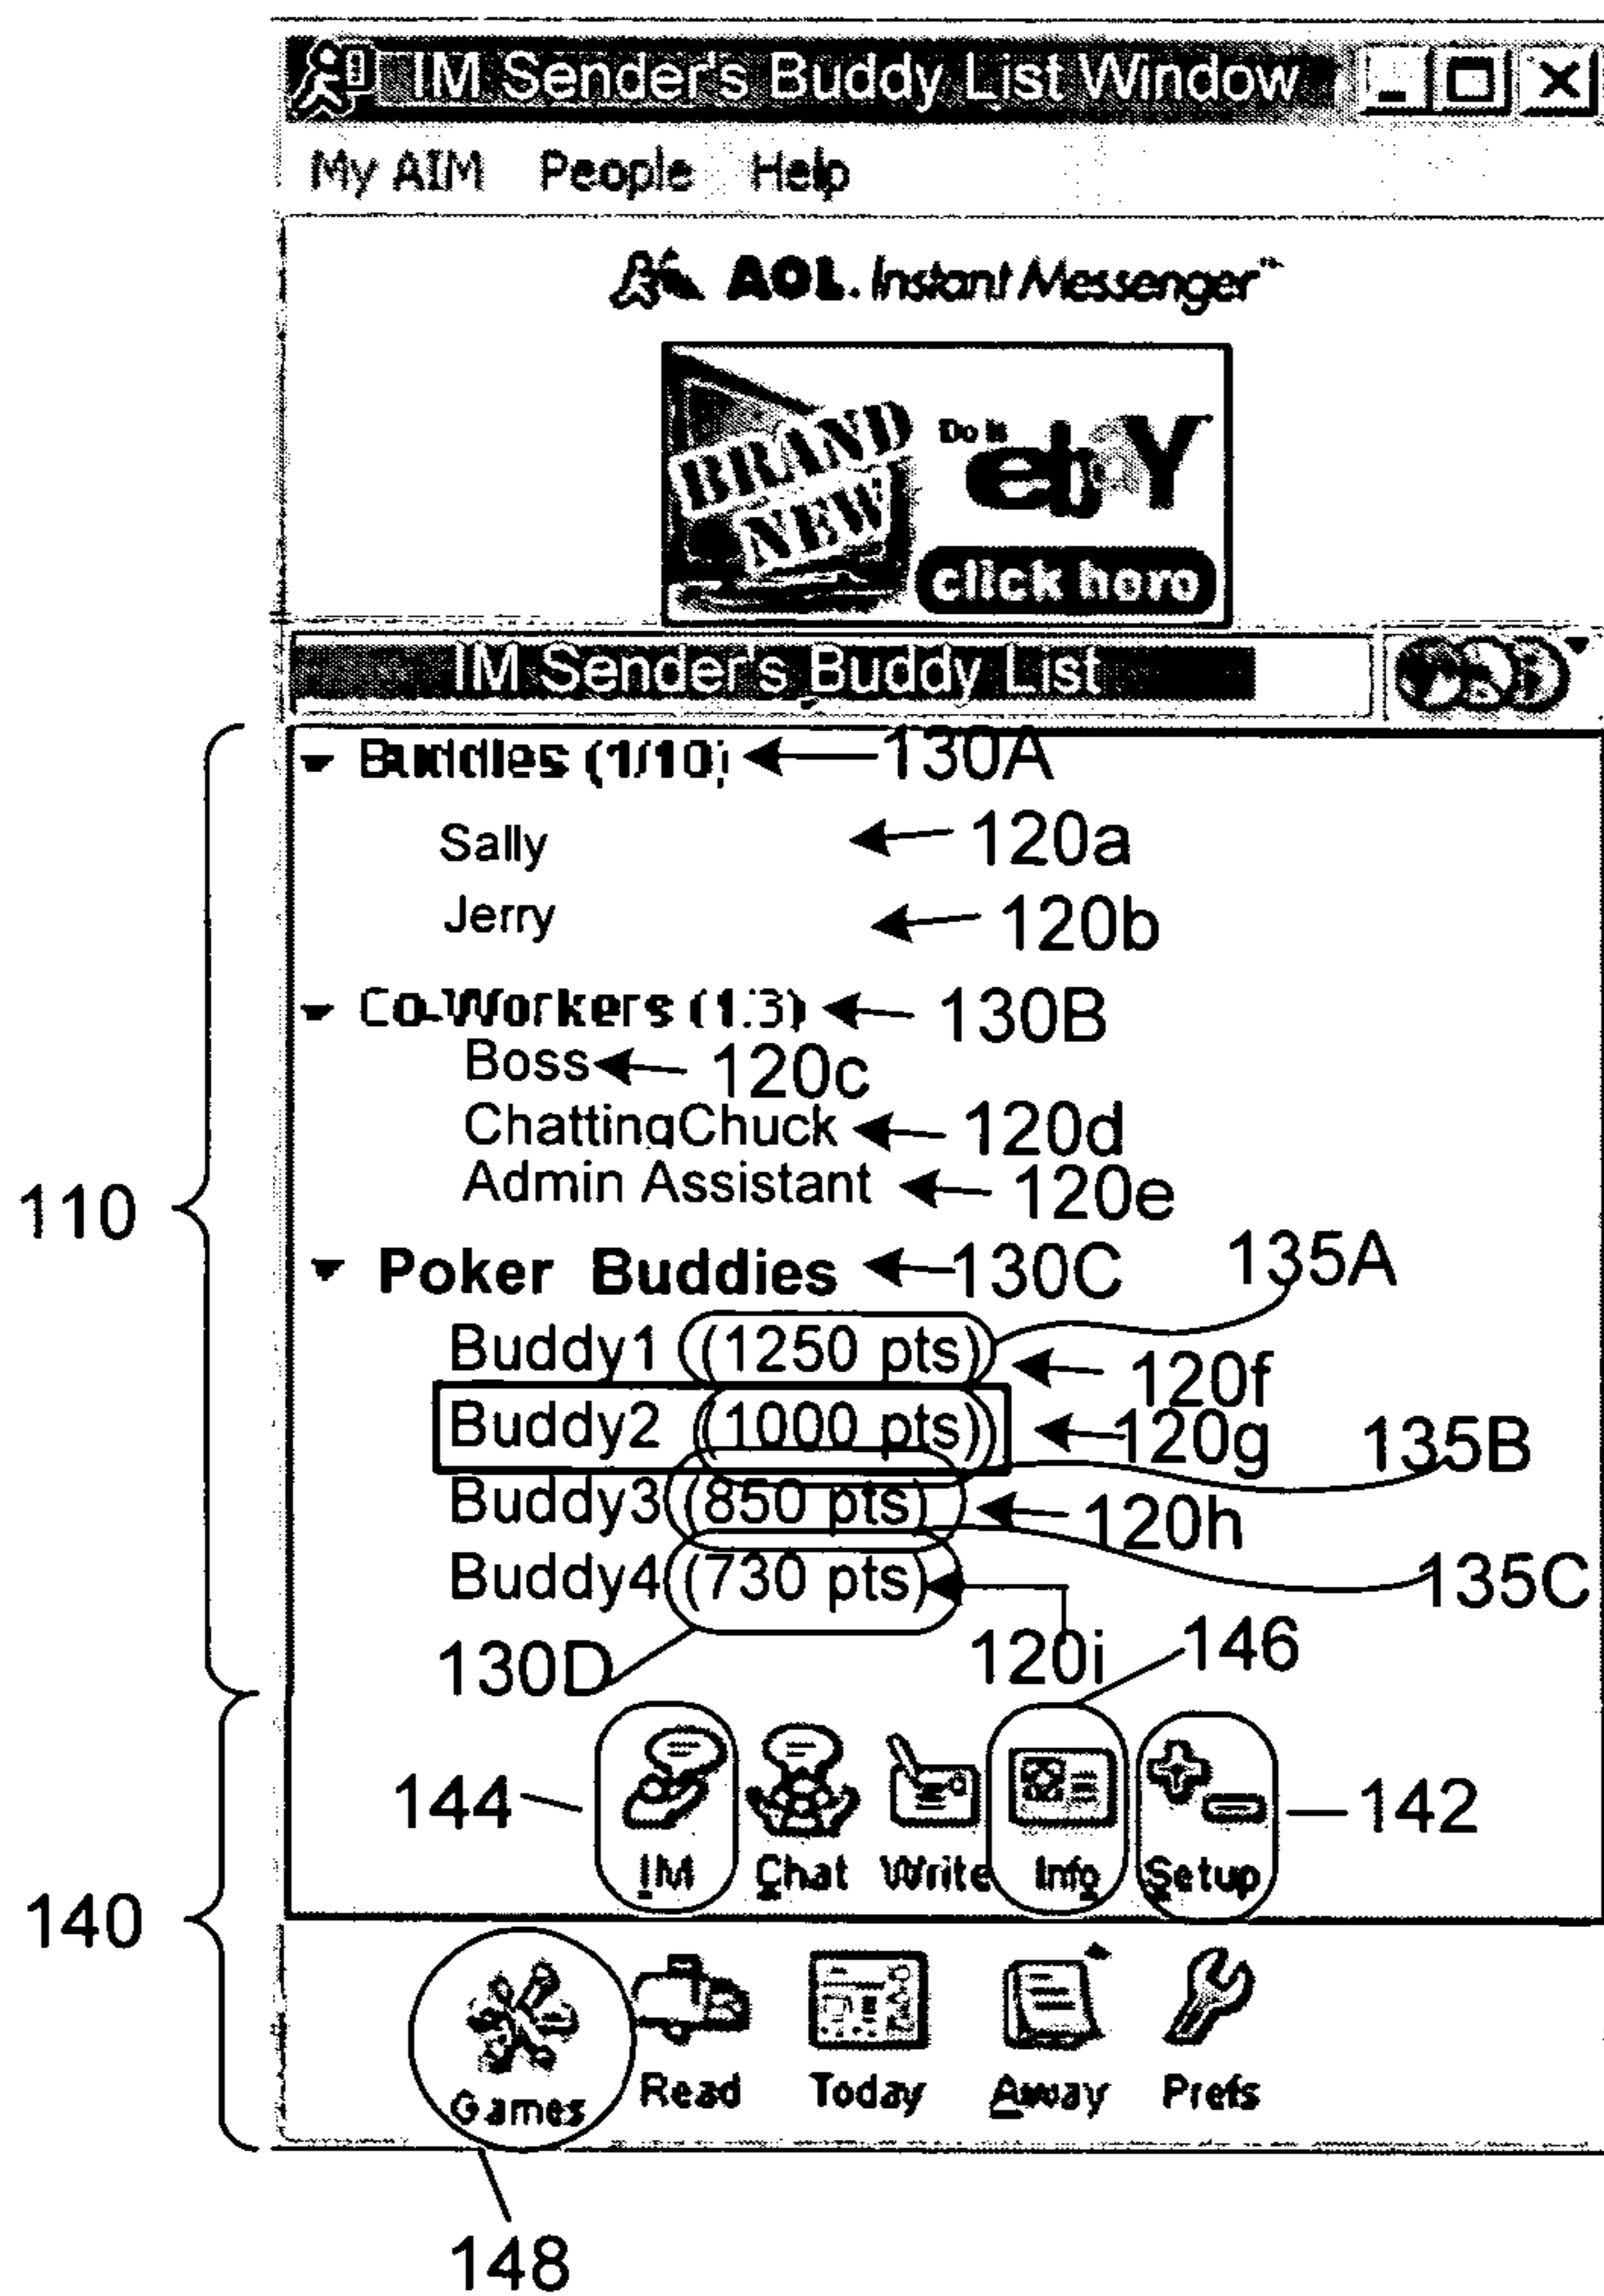 IM Sender's Buddy List Window
My AIM People Help
AOL Instant Messenger™
BRAND NEW
Do it ebaY
click here
IM Sender's Buddy List
Buddies (1/10) 130A
Sally 120a
Jerry 120b
Co-Workers (1/3) 130B
Boss 120c
ChattingChuck 120d
Admin Assistant 120e
110
Poker Buddies 130C 135A
Buddy1 (1250 pts) 120f
Buddy2 (1000 pts) 120g 135B
Buddy3 (850 pts) 120h
Buddy4 (730 pts) 135C
130D 120i 146
144 142
IM Chat Write Info Setup
140
Games Read Today Away Prefs
148